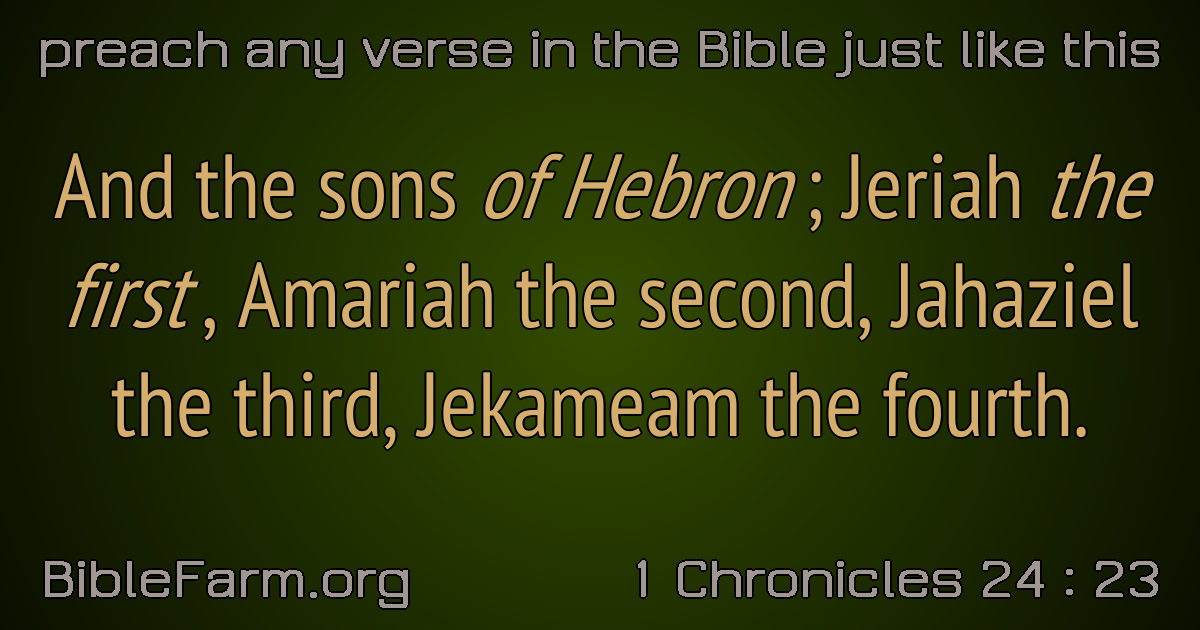 preach any verse in the Bible just like this
And the sons of Hebron ; Jeriah the
first , Amariah the second, Jahaziel
the third, Jekameam the fourth.
BibleFarm.org
1 Chronicles 24 : 23